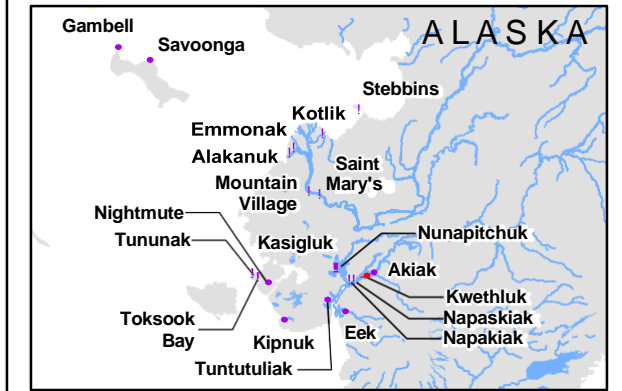 ALASKA
Gambell
Savoonga
Stebbins
Kotlik
Emmonak
Alakanuk
Saint
Mary's
Mountain
Village
Nightmute
Tununak
Kasigluk
Nunapitchuk
Akiak
Kwethluk
Napaskiak
Napakiak
Toksook
Bay
Kipnuk
Eek
Tuntutuliak